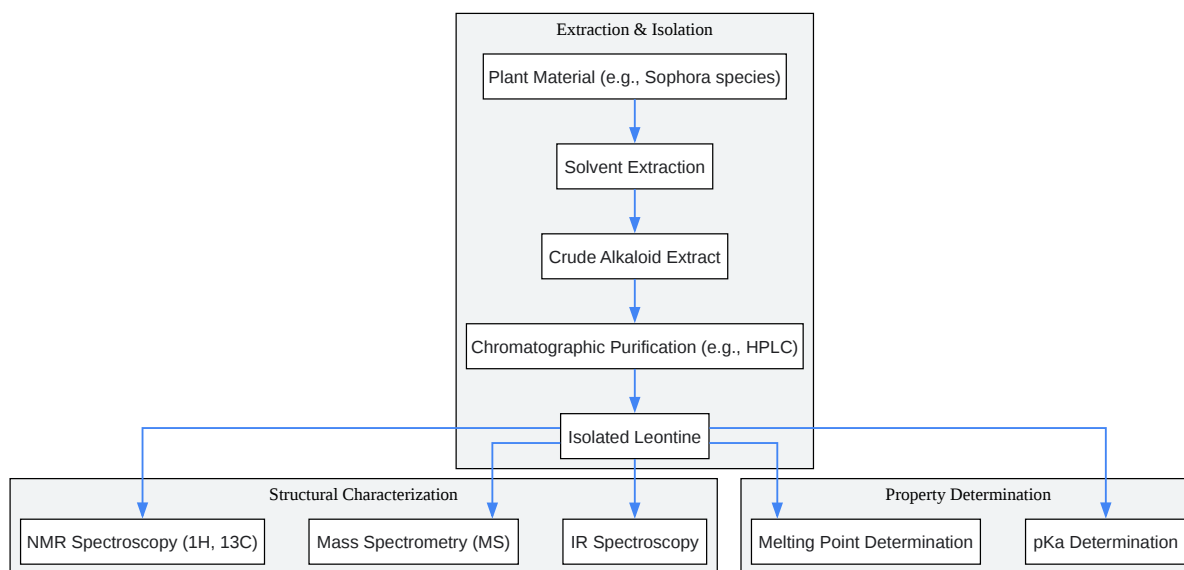 Extraction & Isolation
Plant Material (e.g., Sophora species)
Solvent Extraction
Crude Alkaloid Extract
Chromatographic Purification (e.g., HPLC)
Isolated Leontine
Structural Characterization
Property Determination
NMR Spectroscopy (1H, 13C)
Mass Spectrometry (MS)
IR Spectroscopy
Melting Point Determination
pKa Determination